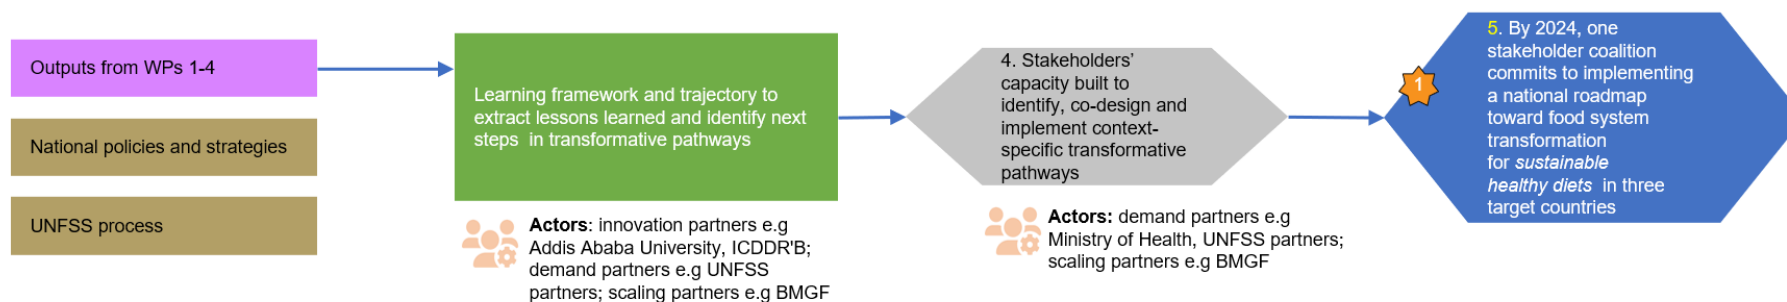 Outputs from WPs 1-4
National policies and strategies
UNFSS process
Learning framework and trajectory to
extract lessons learned and identify next
steps in transformative pathways
Actors: innovation partners e.g
Addis Ababa University, ICDDR'B;
demand partners e.g UNFSS
partners; scaling partners e.g BMGF
4. Stakeholders'
capacity built to
identify, co-design and
implement context-
specific transformative
pathways
Actors: demand partners e.g
Ministry of Health, UNFSS partners;
scaling partners e.g BMGF
1
5. By 2024, one
stakeholder coalition
commits to implementing
a national roadmap
toward food system
transformation
for sustainable
healthy diets in three
target countries